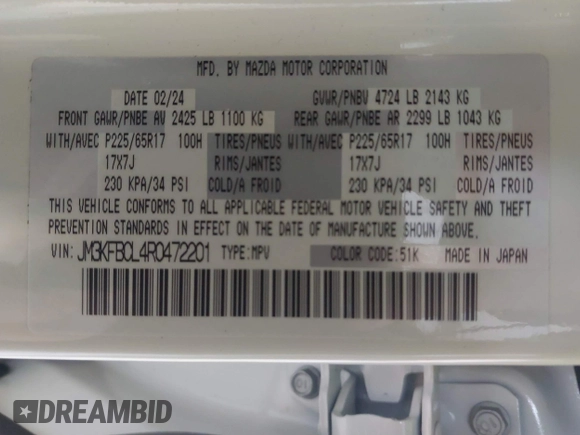 MFD. BY MAZDA MOTOR CORPORATION
DATE 02/24 GVWR/PNBV 4724 LB 2143 KG
FRONT GAWR/PNBE AV 2425 LB 1100 KG REAR GAWR/PNBE AR 2299 LB 1043 KG
WITH/AVEC P225/65R17 100H TIRES/PNEUS WITH/AVEC P225/65R17 100H TIRES/PNEUS
17X7J RIMS/JANTES 17X7J RIMS/JANTES
230 KPA/34 PSI COLD/A FROID 230 KPA/34 PSI COLD/A FROID
THIS VEHICLE CONFORMS TO ALL APPLICABLE FEDERAL MOTOR VEHICLE SAFETY AND THEFT
PREVENTION STANDARDS IN EFFECT ON THE DATE OF MANUFACTURE SHOWN ABOVE.
VIN: JM3KFBCL4R0472201 TYPE:MPV COLOR CODE:51K MADE IN JAPAN
DREAMBID